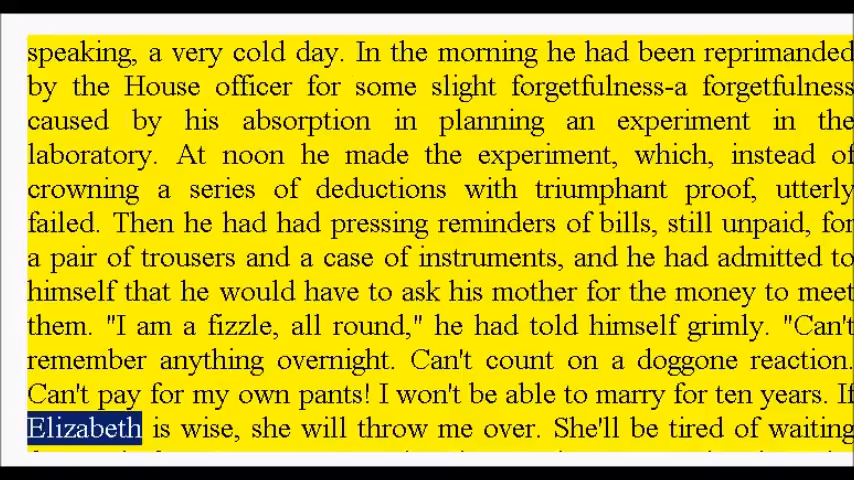 speaking, a very cold day. In the morning he had been reprimanded
by the House officer for some slight forgetfulness-a forgetfulness
caused by his absorption in planning an experiment in the
laboratory. At noon he made the experiment, which, instead of
crowning a series of deductions with triumphant proof, utterly
failed. Then he had had pressing reminders of bills, still unpaid, for
a pair of trousers and a case of instruments, and he had admitted to
himself that he would have to ask his mother for the money to meet
them. "I am a fizzle, all round," he had told himself grimly. "Can't
remember anything overnight. Can't count on a doggone reaction.
Can't pay for my own pants! I won't be able to marry for ten years. If
Elizabeth is wise, she will throw me over. She'll be tired of waiting